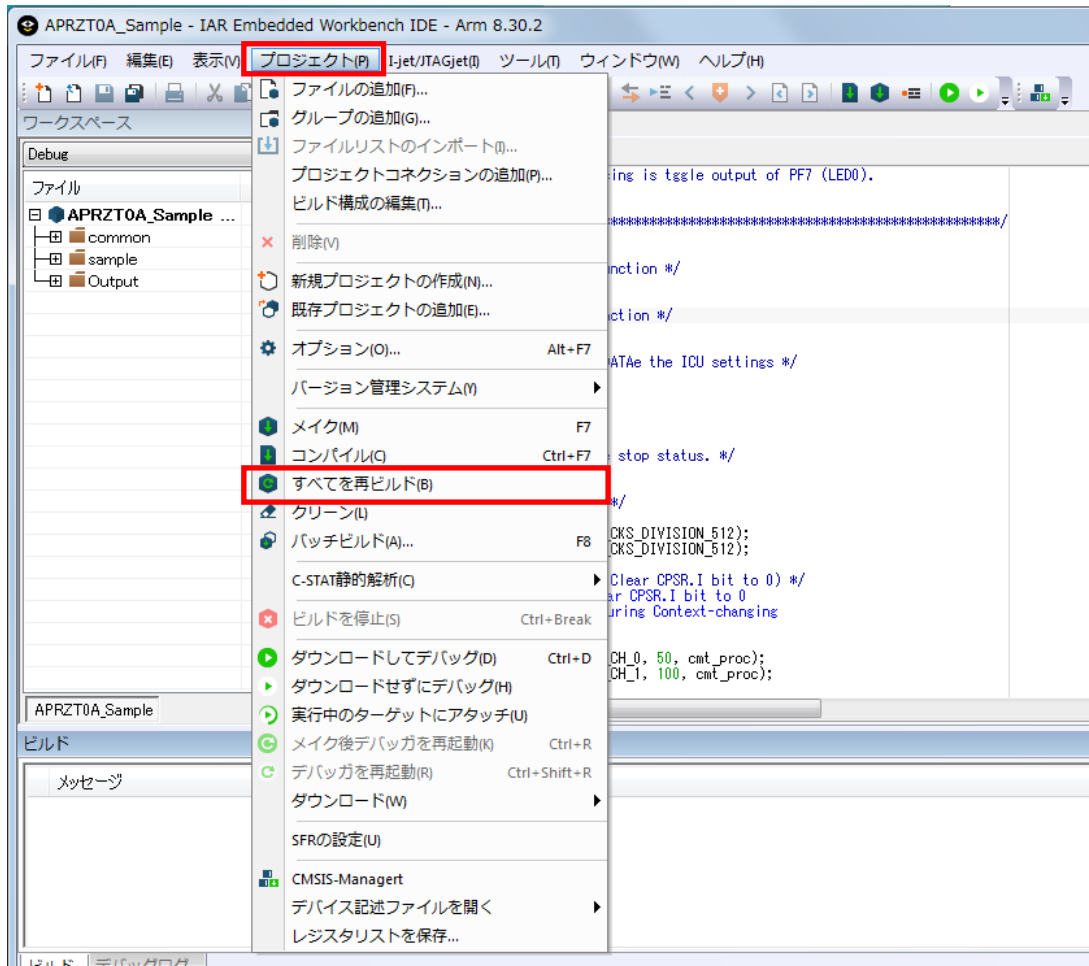 APRZT0A_Sample - IAR Embedded Workbench IDE - Arm 8.30.2
ファイル(F) 編集(E) 表示(V) プロジェクト(P) I-jet/JTAGjet(I) ツール(T) ウィンドウ(W) ヘルプ(H)
ワークスペース
Debug
ファイル
APRZT0A_Sample ...
common
sample
Output
APRZT0A_Sample
ファイルの追加(F)...
グループの追加(G)...
ファイルリストのインポート(I)...
プロジェクトコネクションの追加(P)...
ビルド構成の編集(T)...
削除(V)
新規プロジェクトの作成(N)...
既存プロジェクトの追加(E)...
オプション(O)... Alt+F7
バージョン管理システム(Y)
メイク(M) F7
コンパイル(C) Ctrl+F7
すべてを再ビルド(B)
クリーン(L)
バッチビルド(A)... F8
C-STAT静的解析(C)
ビルドを停止(S) Ctrl+Break
ダウンロードしてデバッグ(D) Ctrl+D
ダウンロードせずにデバッグ(H)
実行中のターゲットにアタッチ(U)
メイク後デバッガを再起動(K) Ctrl+R
デバッガを再起動(R) Ctrl+Shift+R
ダウンロード(W)
SFRの設定(U)
CMSIS-Managert
デバイス記述ファイルを開く
レジスタリストを保存...
ing is tggle output of PF7 (LED0).
***********************************************************/
nction */
ction */
DATAe the ICU settings */
stop status. */
*/
CKS_DIVISION_512);
CKS_DIVISION_512);
Clear CPSR.I bit to 0) */
ar CPSR.I bit to 0
uring Context-changing
CH_0, 50, cmt_proc);
CH_1, 100, cmt_proc);
ビルド
メッセージ
ビルド デバッグログ